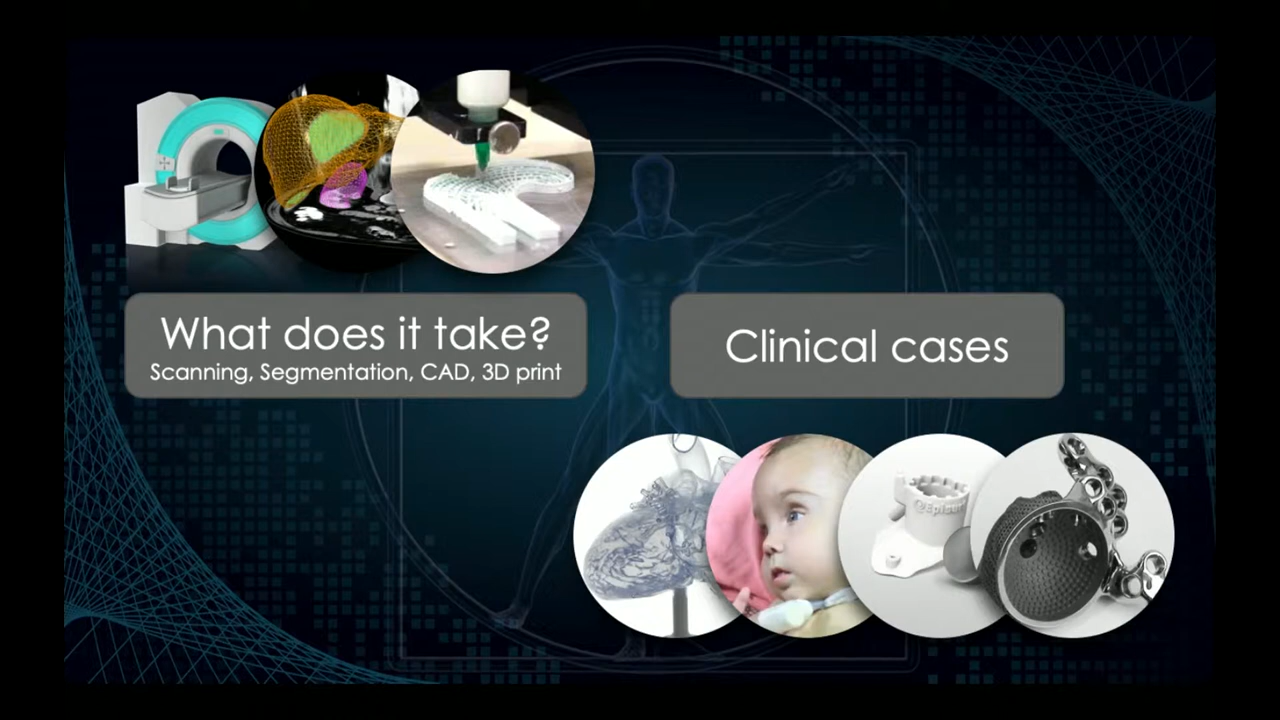 What does it take?
Scanning, Segmentation, CAD, 3D print
Clinical cases